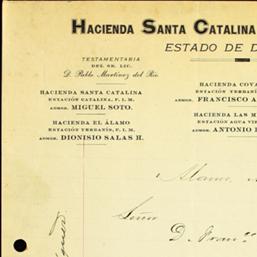 HACIENDA SANTA CATALINA
ESTADO DE D
TESTAMENTARIA
DEL SR. LIC.
D. Pablo Martínez del Río.
HACIENDA SANTA CATALINA
ESTACIÓN CATALINA, F. I. M.
ADMOR. MIGUEL SOTO.
HACIENDA EL ÁLAMO
ESTACIÓN YERBANÍS, F. I. M.
ADMOR. DIONISIO SALAS H.
HACIENDA COVA
ESTACIÓN YERBANÍS
ADMOR. FRANCISCO A
HACIENDA LAS M
ESTACIÓN AGUA VIV
ADMOR. ANTONIO
Alamo,
Señor
D. Fran